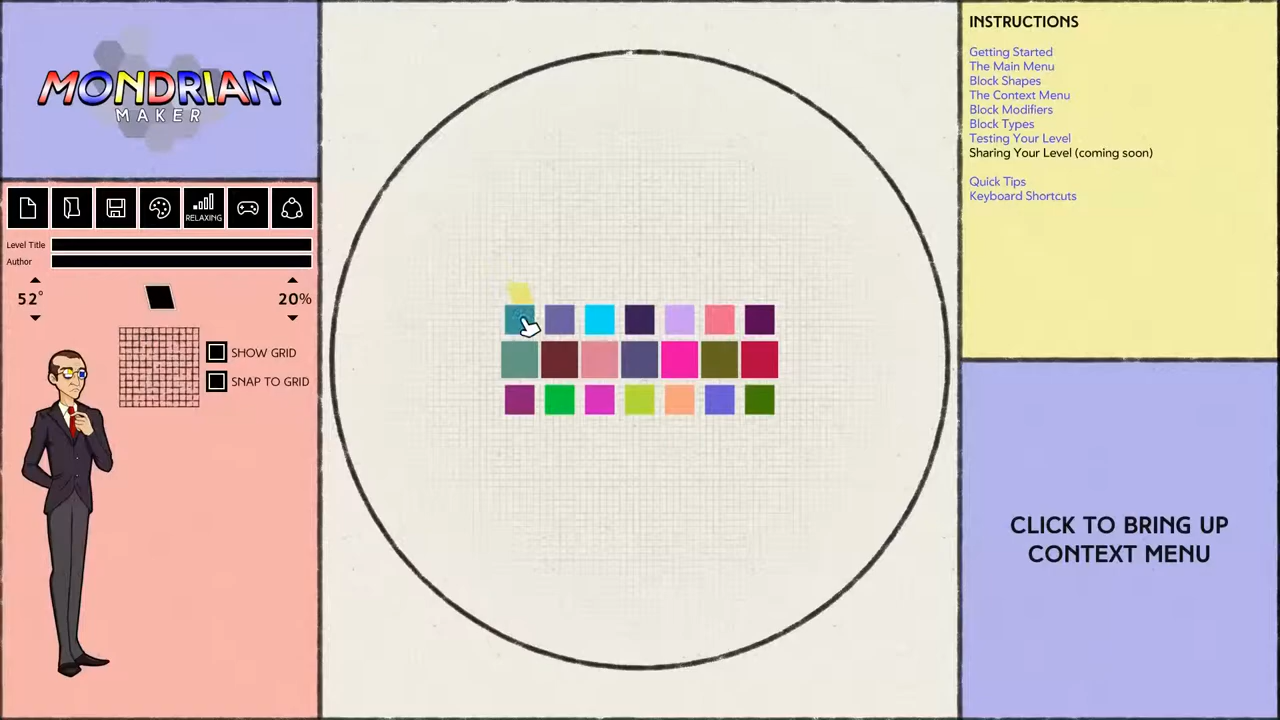 MONDRIAN
MAKER
RELAXING
Level Title
Author
52°
20%
SHOW GRID
SNAP TO GRID
INSTRUCTIONS
Getting Started
The Main Menu
Block Shapes
The Context Menu
Block Modifiers
Block Types
Testing Your Level
Sharing Your Level (coming soon)
Quick Tips
Keyboard Shortcuts
CLICK TO BRING UP
CONTEXT MENU